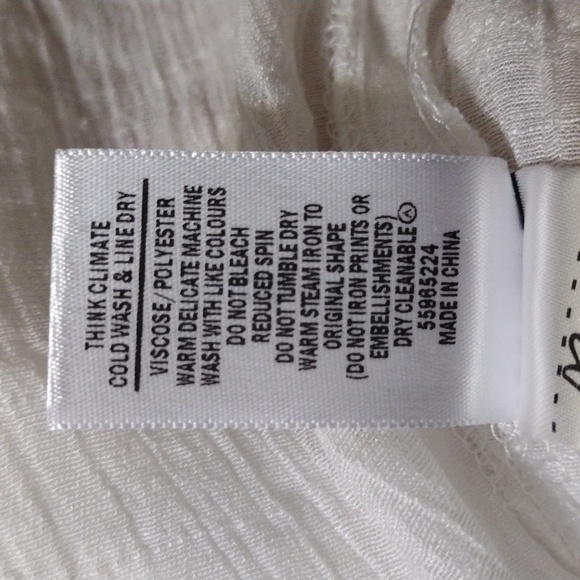 THINK CLIMATE
COLD WASH & LINE DRY
VISCOSE/POLYESTER
WARM DELICATE MACHINE
WASH WITH LIKE COLOURS
DO NOT BLEACH
REDUCED SPIN
DO NOT TUMBLE DRY
WARM STEAM IRON TO
ORIGINAL SHAPE
(DO NOT IRON PRINTS OR
EMBELLISHMENTS)
DRY CLEANABLE Ⓐ
55965224
MADE IN CHINA